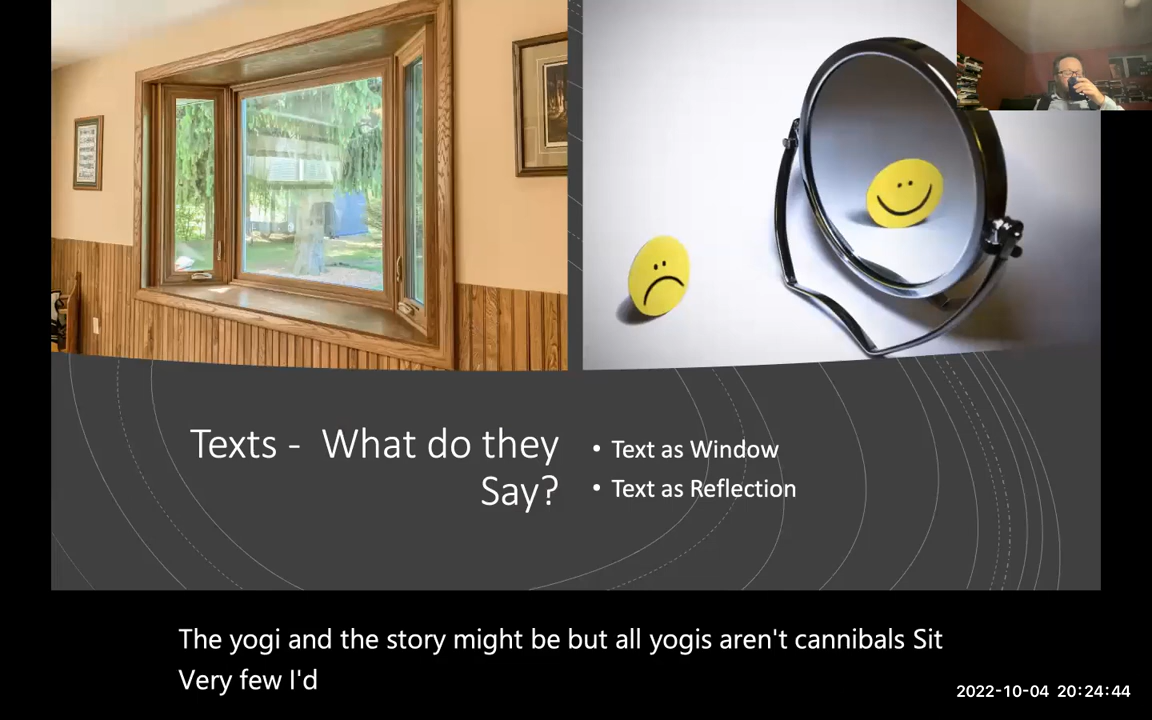 Texts -  What do they
Say?
• Text as Window
• Text as Reflection
The yogi and the story might be but all yogis aren't cannibals Sit
Very few I'd
2022-10-04 20:24:44